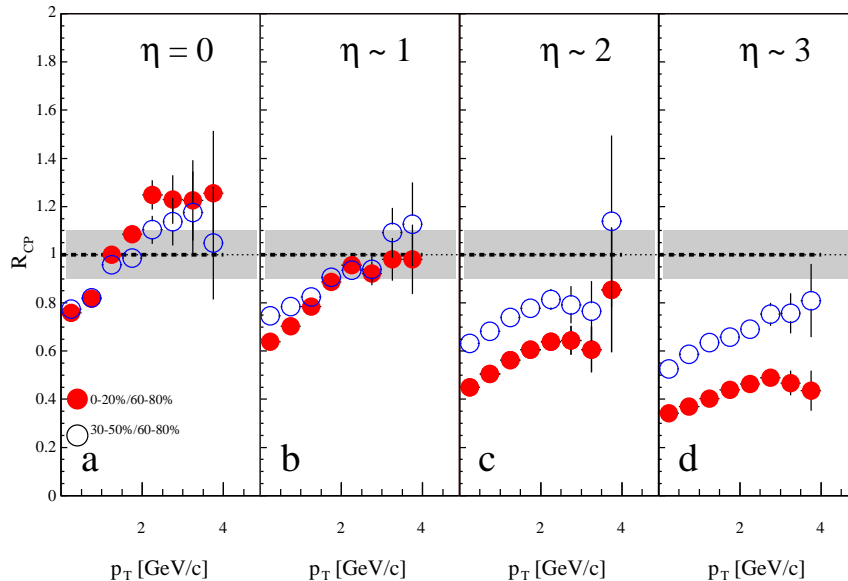 2
1.8
1.6
1.4
1.2
1
0.8
0.6
0.4
0.2
0
R_CP
η = 0
η ~ 1
η ~ 2
η ~ 3
0-20%/60-80%
30-50%/60-80%
a
b
c
d
2 4 2 4 2 4 2 4
p_T [GeV/c] p_T [GeV/c] p_T [GeV/c] p_T [GeV/c]